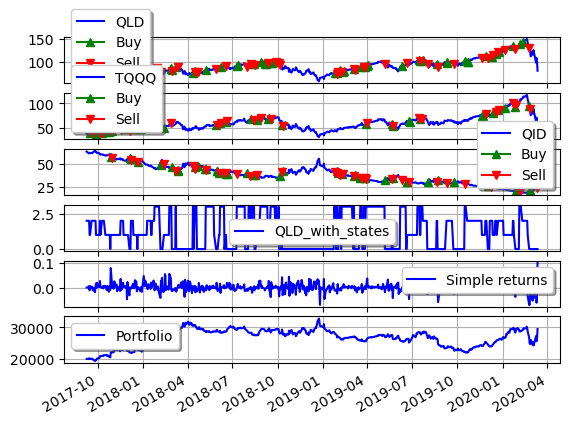 QLD
Buy
Sell
150
100
TQQQ
Buy
Sell
100
50
QID
Buy
Sell
50
25
2.5
0.0
QLD_with_states
0.1
0.0
Simple returns
30000
20000
Portfolio
2017-10
2018-01
2018-04
2018-07
2018-10
2019-01
2019-04
2019-07
2019-10
2020-01
2020-04